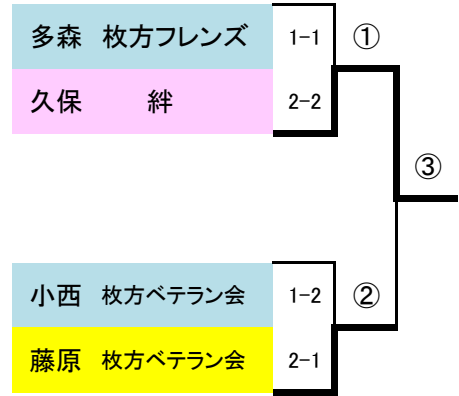 多森 枚方フレンズ 1-1 ①
久保 絆 2-2
③
小西 枚方ベテラン会 1-2 ②
藤原 枚方ベテラン会 2-1